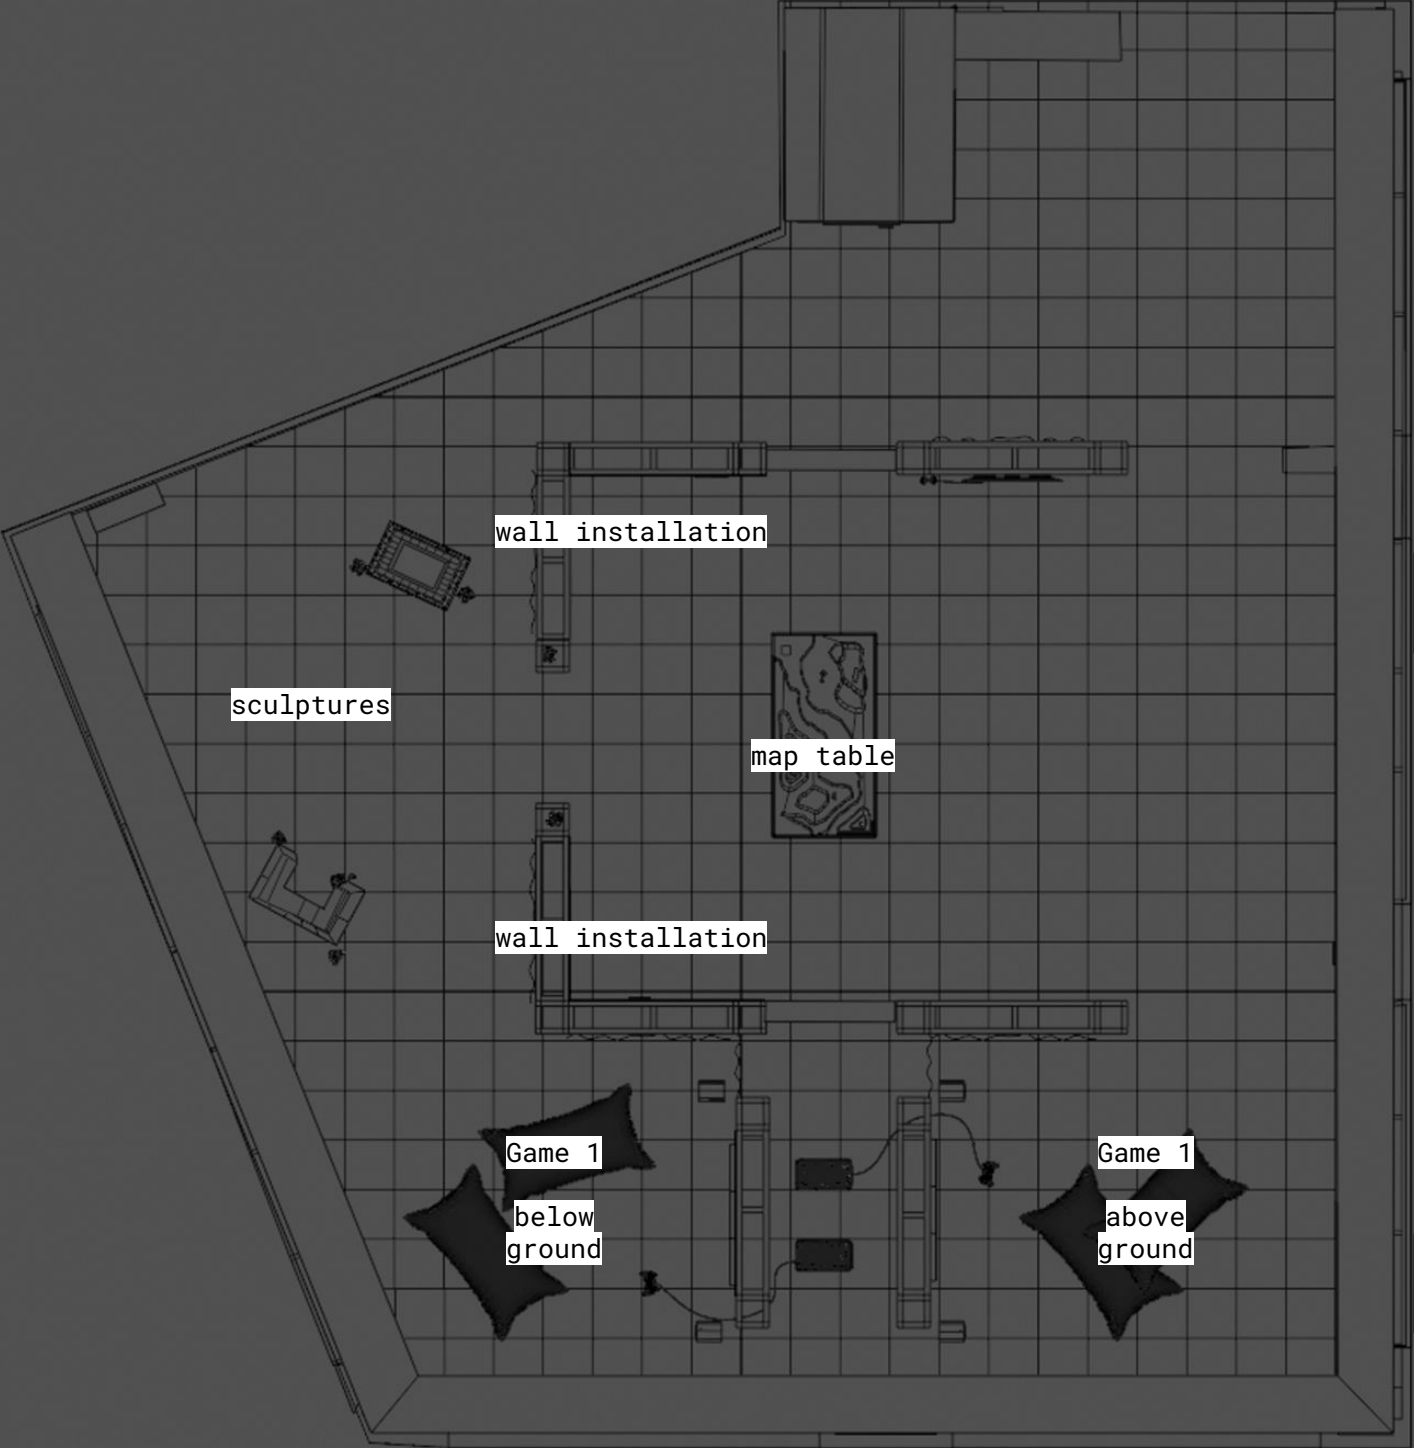 wall installation
sculptures
map table
wall installation
Game 1
below
ground
Game 1
above
ground